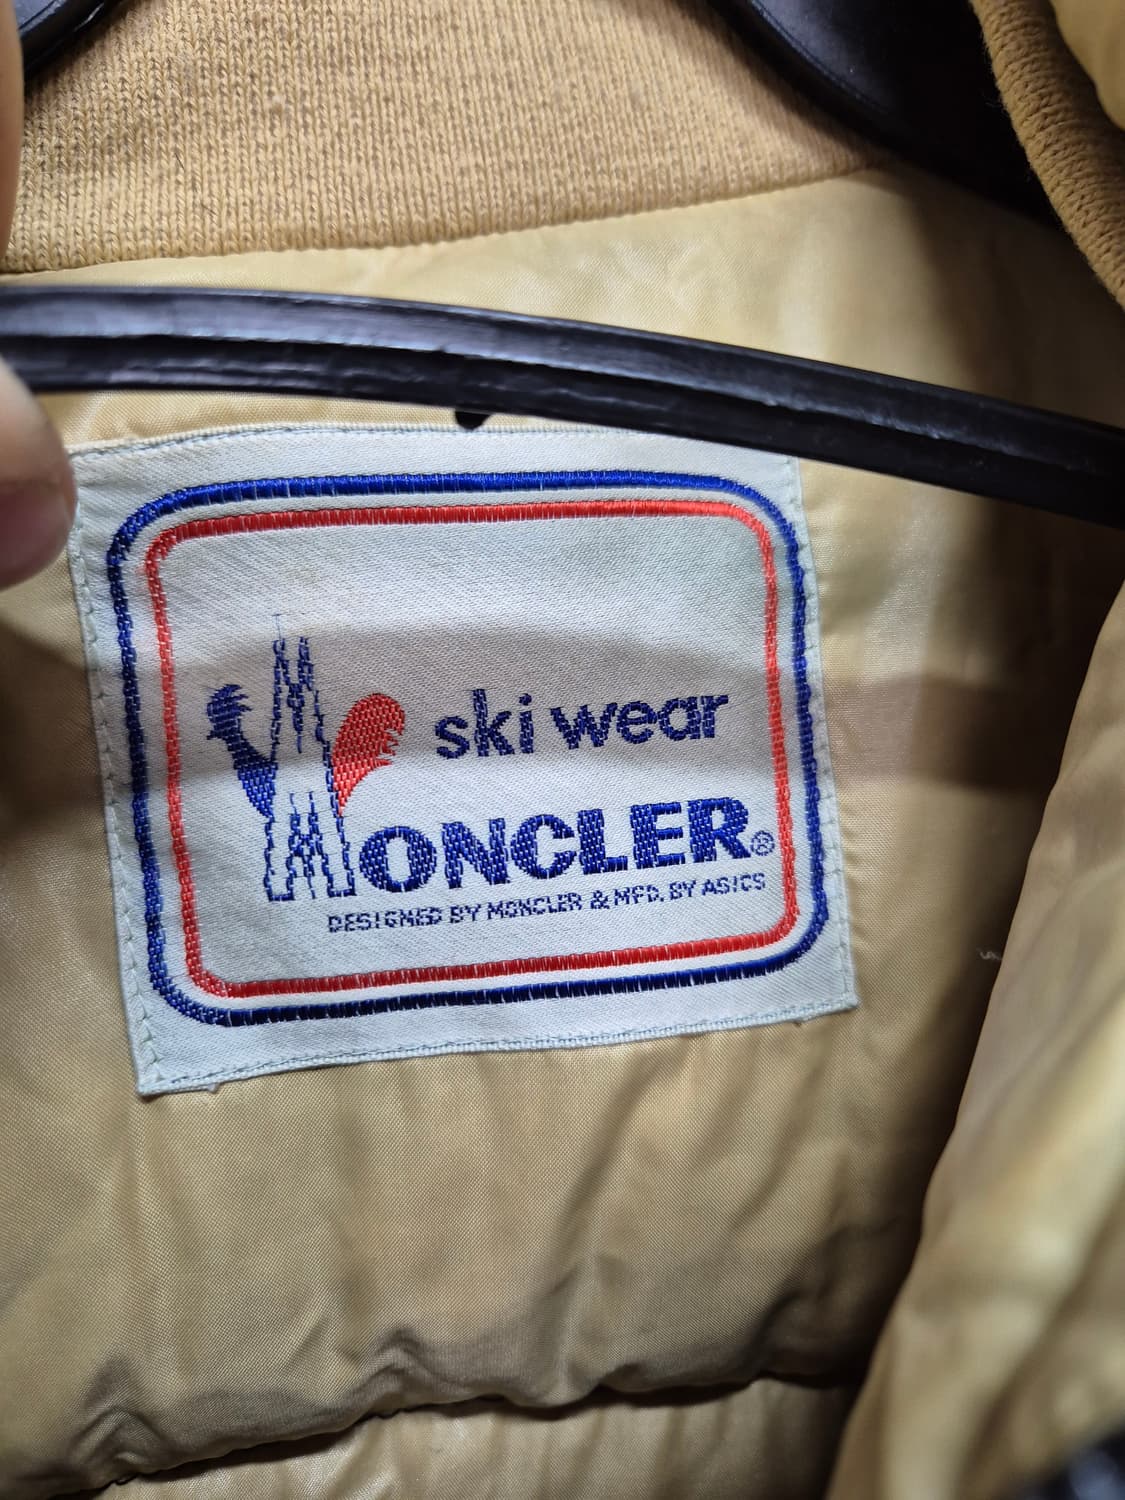 ski wear
MONCLER®
DESIGNED BY MONCLER & MFD. BY ASICS